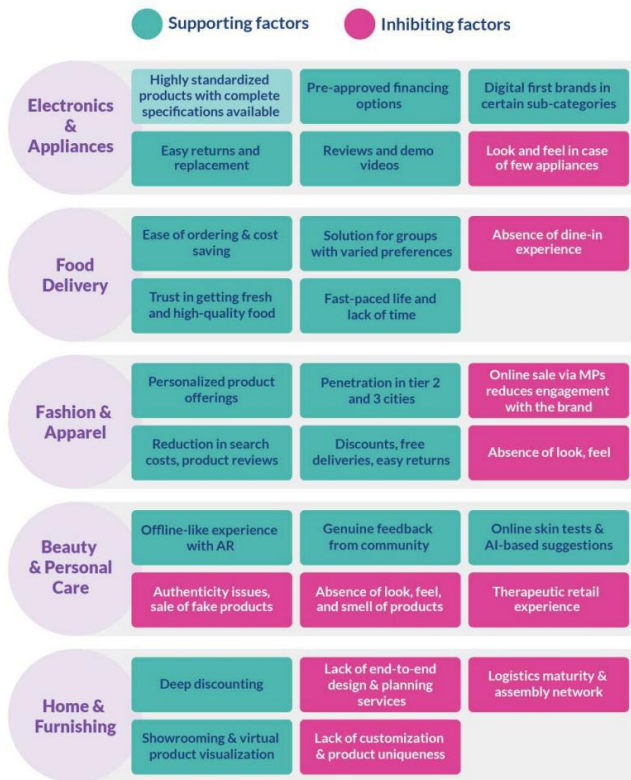 Supporting factors
Inhibiting factors
Electronics
&
Appliances
Highly standardized
products with complete
specifications available
Pre-approved financing
options
Digital first brands in
certain sub-categories
Easy returns and
replacement
Reviews and demo
videos
Look and feel in case
of few appliances
Food
Delivery
Ease of ordering & cost
saving
Solution for groups
with varied preferences
Absence of dine-in
experience
Trust in getting fresh
and high-quality food
Fast-paced life and
lack of time
Fashion &
Apparel
Personalized product
offerings
Penetration in tier 2
and 3 cities
Online sale via MPs
reduces engagement
with the brand
Reduction in search
costs, product reviews
Discounts, free
deliveries, easy returns
Absence of look, feel
Beauty
& Personal
Care
Offline-like experience
with AR
Genuine feedback
from community
Online skin tests &
AI-based suggestions
Authenticity issues,
sale of fake products
Absence of look, feel,
and smell of products
Therapeutic retail
experience
Home &
Furnishing
Deep discounting
Lack of end-to-end
design & planning
services
Logistics maturity &
assembly network
Showrooming & virtual
product visualization
Lack of customization
& product uniqueness